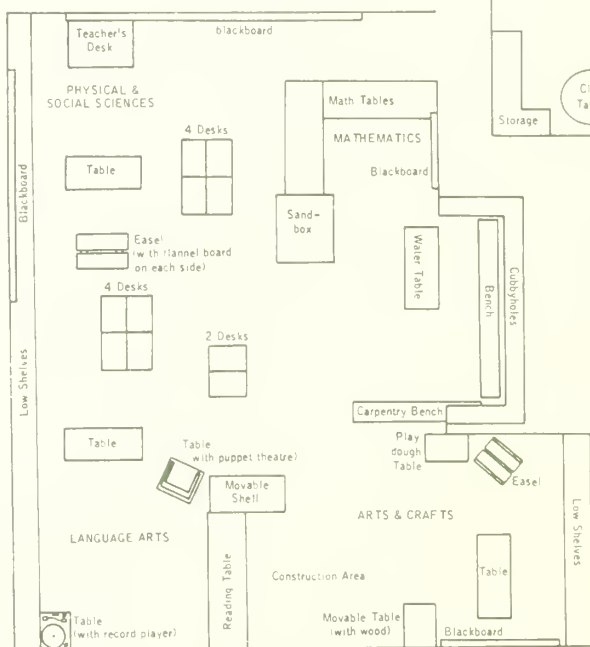 Teacher's
Desk
blackboard
PHYSICAL &
SOCIAL SCIENCES
4 Desks
Math Tables
MATHEMATICS
Blackboard
Storage
Table
Blackboard
Sand-
box
Easel
(with flannel board
on each side)
Water Table
Bench
Cubbyholes
4 Desks
2 Desks
Low Shelves
Carpentry Bench
Table
Table
with puppet theatre)
Play
dough
Table
Easel
Movable
Shelf
ARTS & CRAFTS
Low Shelves
LANGUAGE ARTS
Reading Table
Construction Area
Table
Table
(with record player)
Movable Table
(with wood)
Blackboard